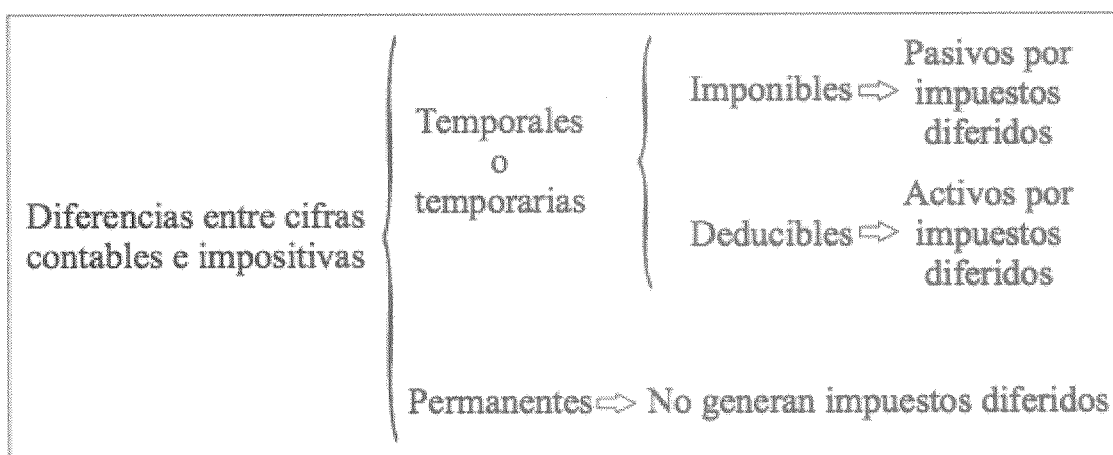 Diferencias entre cifras
contables e impositivas
Temporales
o
temporarias
Imponibles ⇨
Pasivos por
impuestos
diferidos
Deducibles ⇨
Activos por
impuestos
diferidos
Permanentes ⇨ No generan impuestos diferidos